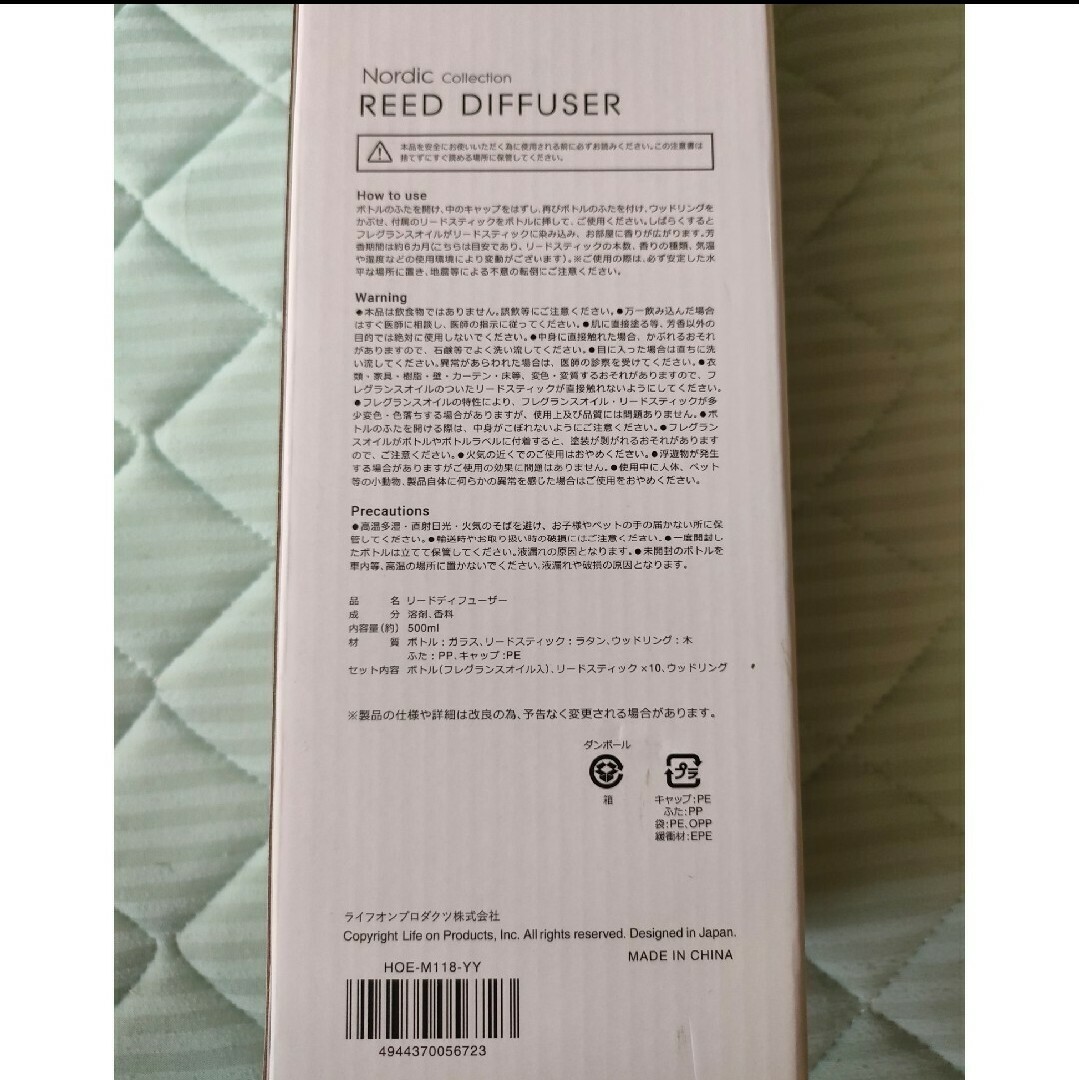 Nordic Collection
REED DIFFUSER
本品を安全にお使いいただく為に使用される前に必ずお読みください。この注意書は
捨てずにすぐ読める場所に保管してください。
How to use
ボトルのふたを開け、中のキャップをはずし、再びボトルのふたを付け、ウッドリングを
かぶせ、付属のリードスティックをボトルに挿して、ご使用ください。しばらくすると
フレグランスオイルがリードスティックに染み込み、お部屋に香りが広がります。芳
香期間は約6カ月(こちらは目安であり、リードスティックの本数、香りの種類、気温
や湿度などの使用環境により変動がございます)。※ご使用の際は、必ず安定した水
平な場所に置き、地震等による不意の転倒にご注意ください。
Warning
●本品は飲食物ではありません。誤飲等にご注意ください。●万一飲み込んだ場合
はすぐ医師に相談し、医師の指示に従ってください。●肌に直接塗る等、芳香以外の
目的では絶対に使用しないでください。●中身に直接触れた場合、かぶれるおそれ
がありますので、石鹸等でよく洗い流してください。●目に入った場合は直ちに洗
い流してください。異常があらわれた場合は、医師の診察を受けてください。●衣
類・家具・樹脂・壁・カーテン・床等、変色・変質するおそれがありますので、フ
レグランスオイルのついたリードスティックが直接触れないようにしてください。
●フレグランスオイルの特性により、フレグランスオイル・リードスティックが多
少変色・色落ちする場合がありますが、使用上及び品質には問題ありません。●ボ
トルのふたを開ける際は、中身がこぼれないようにご注意ください。●フレグラン
スオイルがボトルやボトルラベルに付着すると、塗装が剥がれるおそれがあります
ので、ご注意ください。●火気の近くでのご使用はおやめください。●浮遊物が発生
する場合がありますがご使用の効果に問題はありません。●使用中に人体、ペット
等の小動物、製品自体に何らかの異常を感じた場合はご使用をおやめください。
Precautions
●高温多湿・直射日光・火気のそばを避け、お子様やペットの手の届かない所に保
管してください。●輸送時やお取り扱い時の破損にはご注意ください。●一度開封し
たボトルは立てて保管してください。液漏れの原因となります。●未開封のボトルを
車内等、高温の場所に置かないでください。液漏れや破損の原因となります。
品 名 リードディフューザー
成 分 溶剤、香料
内容量(約) 500ml
材 質 ボトル:ガラス、リードスティック:ラタン、ウッドリング:木
ふた:PP、キャップ:PE
セット内容 ボトル(フレグランスオイル入)、リードスティック×10、ウッドリング
※製品の仕様や詳細は改良の為、予告なく変更される場合があります。
ダンボール
箱
プラ
キャップ:PE
ふた:PP
袋:PE、OPP
緩衝材:EPE
ライフオンプロダクツ株式会社
Copyright Life on Products, Inc. All rights reserved. Designed in Japan.
MADE IN CHINA
HOE-M118-YY
4944370056723